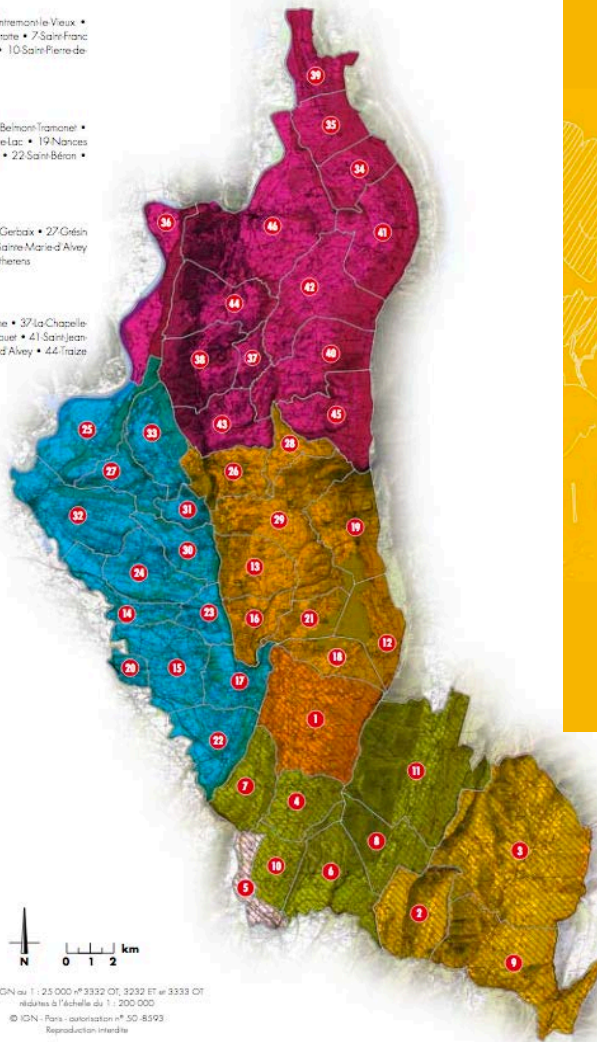 ntremont-le-Vieux •
rotte • 7-Saint-Franc
• 10-Saint-Pierre-de-
Belmont-Tramonet •
e-Lac • 19-Nances
• 22-Saint-Béron •
Gerbaix • 27-Grésin
ainte-Marie-d'Alvey
therens
ne • 37-La-Chapelle-
ouet • 41-Saint-Jean-
d'Alvey • 44-Traize
39
35
34
36
46
41
42
44
38
37
40
43
45
25
33
28
26
27
31
29
19
32
30
13
24
14
23
16
21
12
20
15
17
18
1
22
11
7
4
3
10
6
8
5
2
9
N
0 1 2 km
IGN au 1 : 25 000 n° 3332 OT, 3232 ET et 3333 OT
réduites à l'échelle du 1 : 200 000
© IGN - Paris - autorisation n° 50-8593
Reproduction interdite